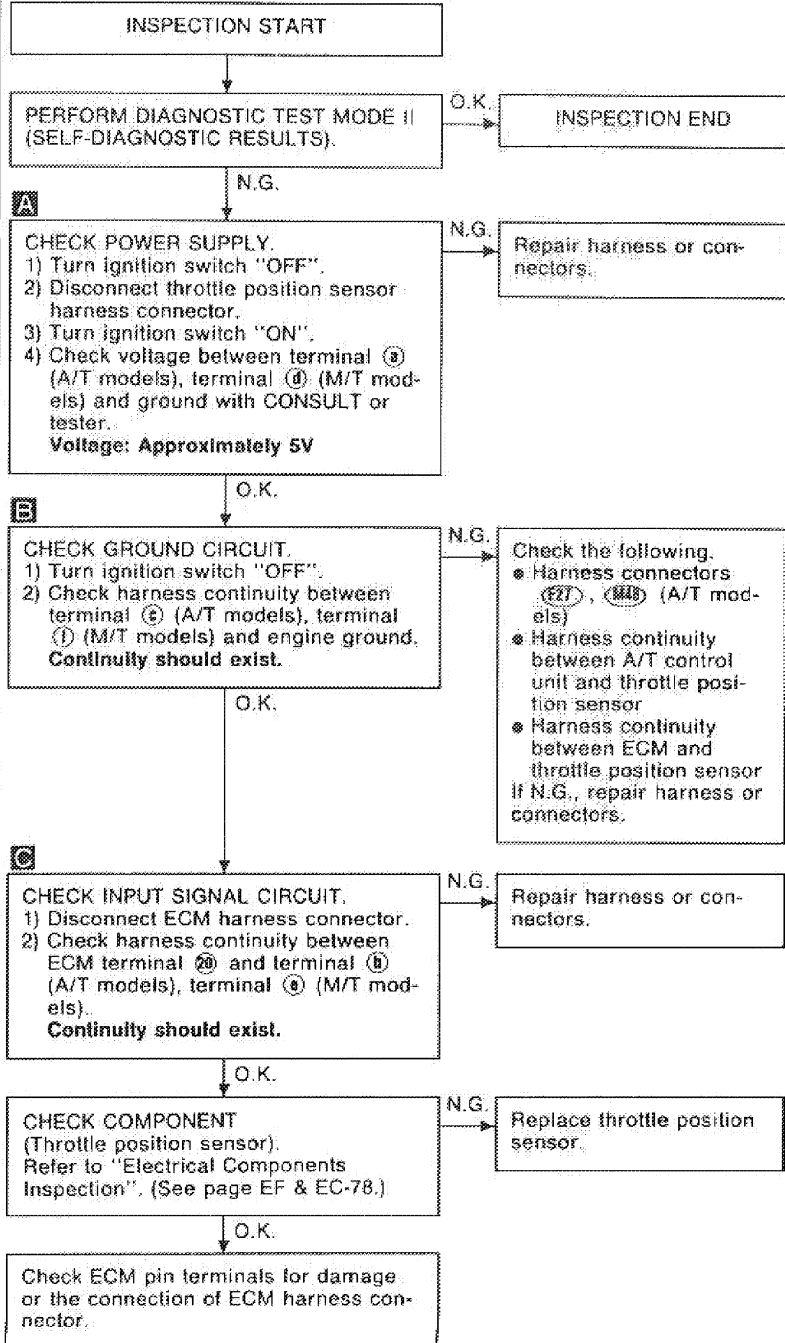 INSPECTION START
PERFORM DIAGNOSTIC TEST MODE II
(SELF-DIAGNOSTIC RESULTS).
O.K.
INSPECTION END
N.G.
A
CHECK POWER SUPPLY.
1) Turn ignition switch "OFF".
2) Disconnect throttle position sensor
harness connector.
3) Turn ignition switch "ON".
4) Check voltage between terminal ⓐ
(A/T models), terminal ⓓ (M/T mod-
els) and ground with CONSULT or
tester.
Voltage: Approximately 5V
N.G.
Repair harness or con-
nectors.
O.K.
B
CHECK GROUND CIRCUIT.
1) Turn ignition switch "OFF".
2) Check harness continuity between
terminal ⓒ (A/T models), terminal
ⓕ (M/T models) and engine ground.
Continuity should exist.
N.G.
Check the following.
● Harness connectors
F27, M48 (A/T mod-
els)
● Harness continuity
between A/T control
unit and throttle posi-
tion sensor
● Harness continuity
between ECM and
throttle position sensor
If N.G., repair harness or
connectors.
O.K.
C
CHECK INPUT SIGNAL CIRCUIT.
1) Disconnect ECM harness connector.
2) Check harness continuity between
ECM terminal ⑳ and terminal ⓑ
(A/T models), terminal ⓔ (M/T mod-
els).
Continuity should exist.
N.G.
Repair harness or con-
nectors.
O.K.
CHECK COMPONENT
(Throttle position sensor).
Refer to "Electrical Components
Inspection". (See page EF & EC-78.)
N.G.
Replace throttle position
sensor.
O.K.
Check ECM pin terminals for damage
or the connection of ECM harness con-
nector.